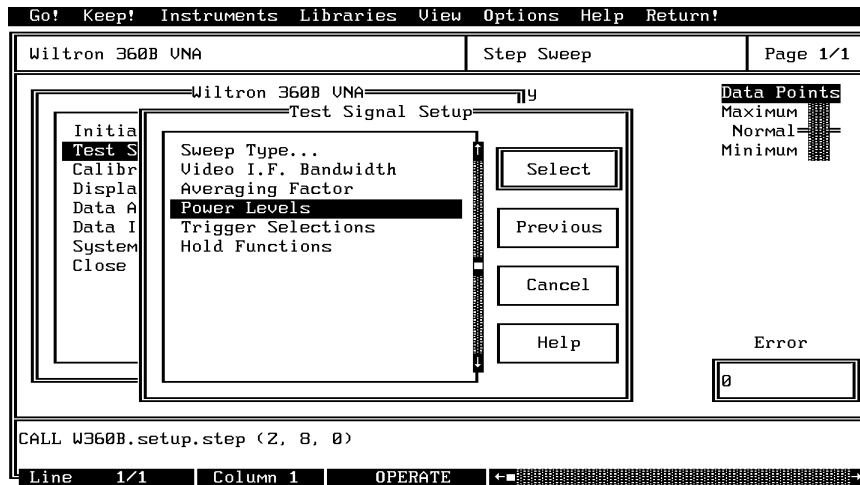 Go! Keep! Instruments Libraries View Options Help Return!
Wiltron 360B VNA
Step Sweep
Page 1/1
Wiltron 360B VNA
y
Test Signal Setup
Initia
Test S
Calibr
Displa
Data A
Data I
System
Close
Sweep Type...
Video I.F. Bandwidth
Averaging Factor
Power Levels
Trigger Selections
Hold Functions
Select
Previous
Cancel
Help
Data Points
Maximum
Normal
Minimum
Error
0
CALL W360B.setup.step (2, 8, 0)
Line 1/1 Column 1 OPERATE